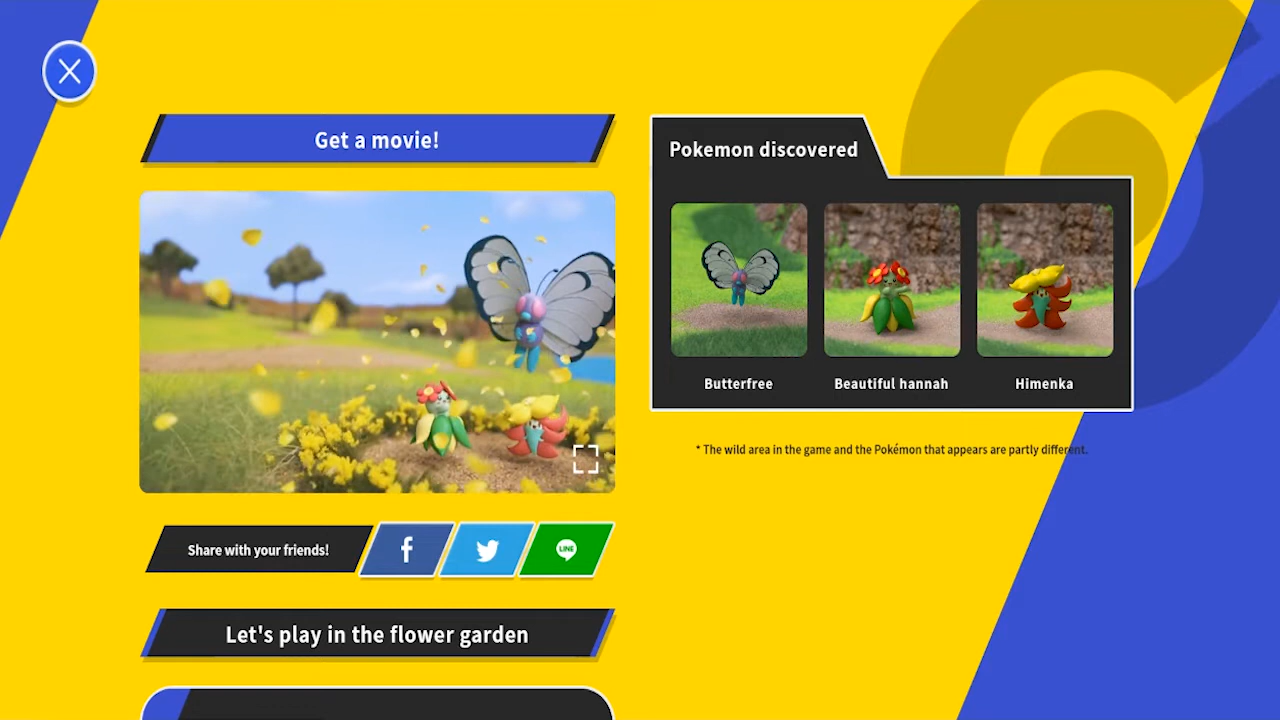 Get a movie!
Pokemon discovered
Butterfree
Beautiful hannah
Himenka
* The wild area in the game and the Pokémon that appears are partly different.
Share with your friends!
LINE
Let's play in the flower garden